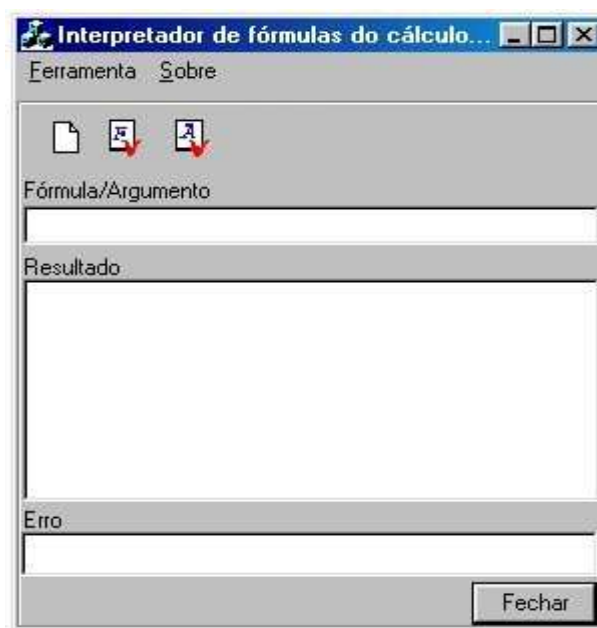 Interpretador de fórmulas do cálculo...
Ferramenta Sobre
Fórmula/Argumento
Resultado
Erro
Fechar